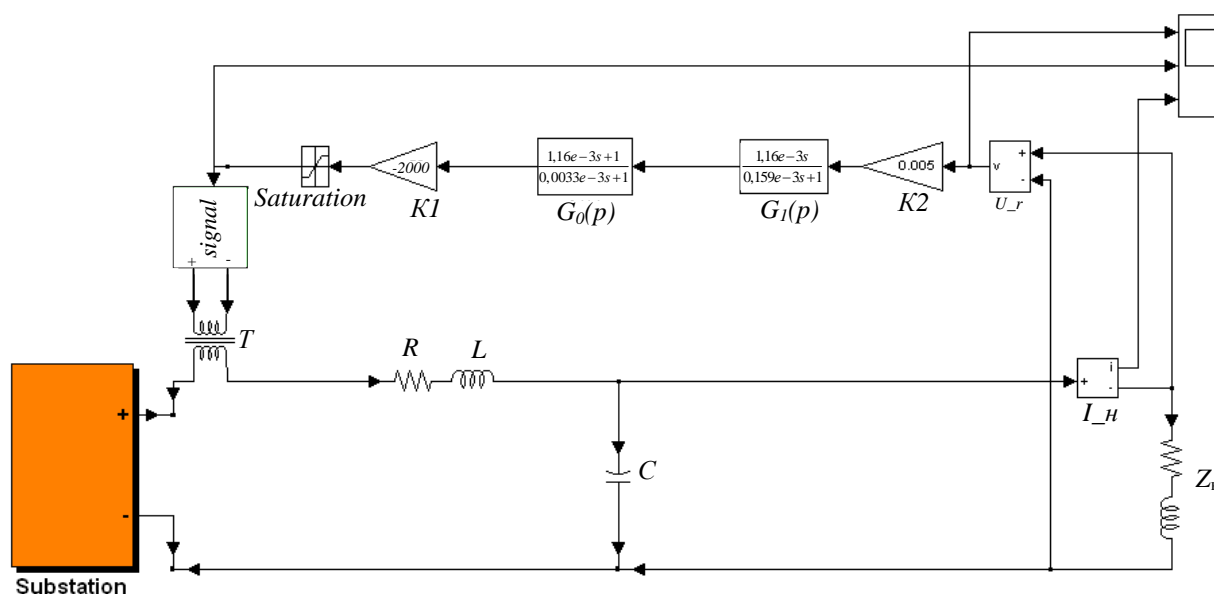 1,16e-3s+1
0,0033e-3s+1
1,16e-3s
0,159e-3s+1
-2000
0.005
v
+
-
Saturation
K1
G₀(p)
G₁(p)
K2
U_r
signal
+ -
T
R
L
i
+
-
I_н
+
C
-
Substation